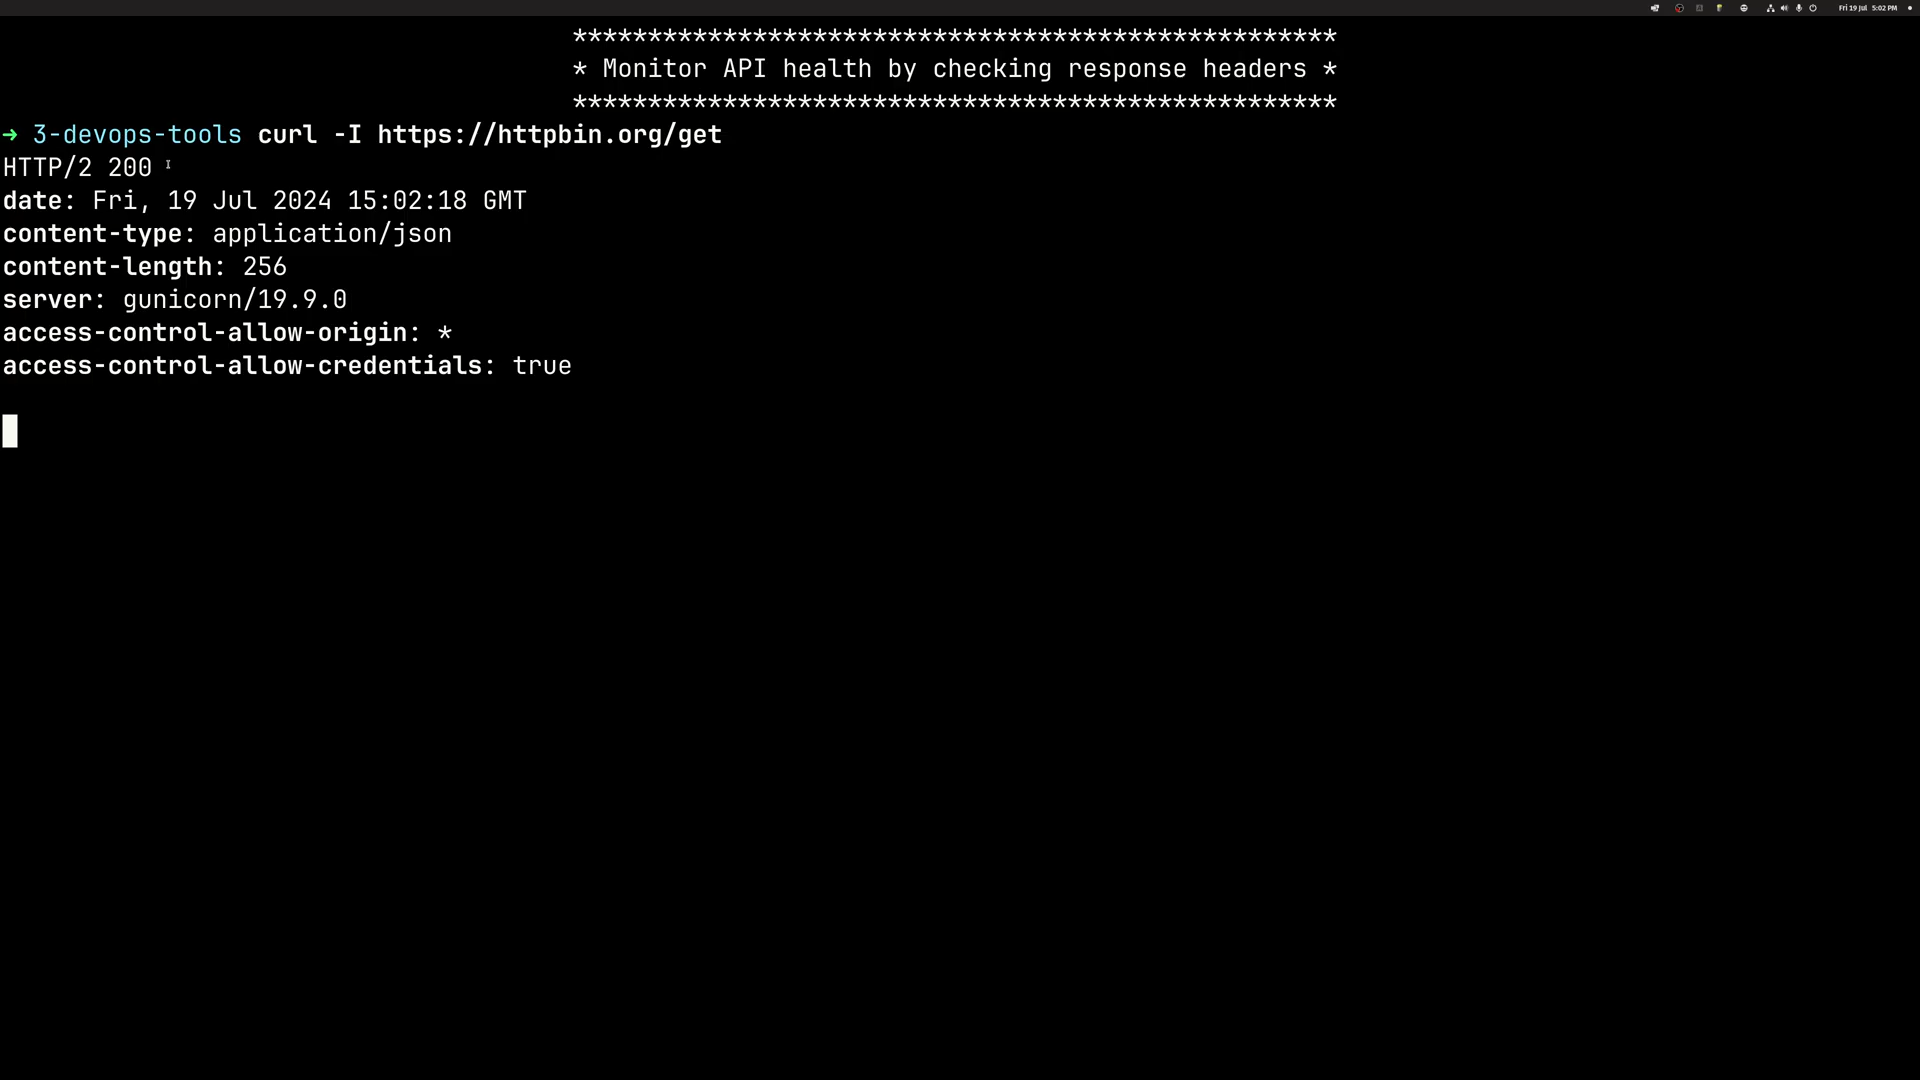 Fri 19 Jul 5:02 PM
***************************************************
* Monitor API health by checking response headers *
***************************************************
→ 3-devops-tools curl -I https://httpbin.org/get
HTTP/2 200
date: Fri, 19 Jul 2024 15:02:18 GMT
content-type: application/json
content-length: 256
server: gunicorn/19.9.0
access-control-allow-origin: *
access-control-allow-credentials: true